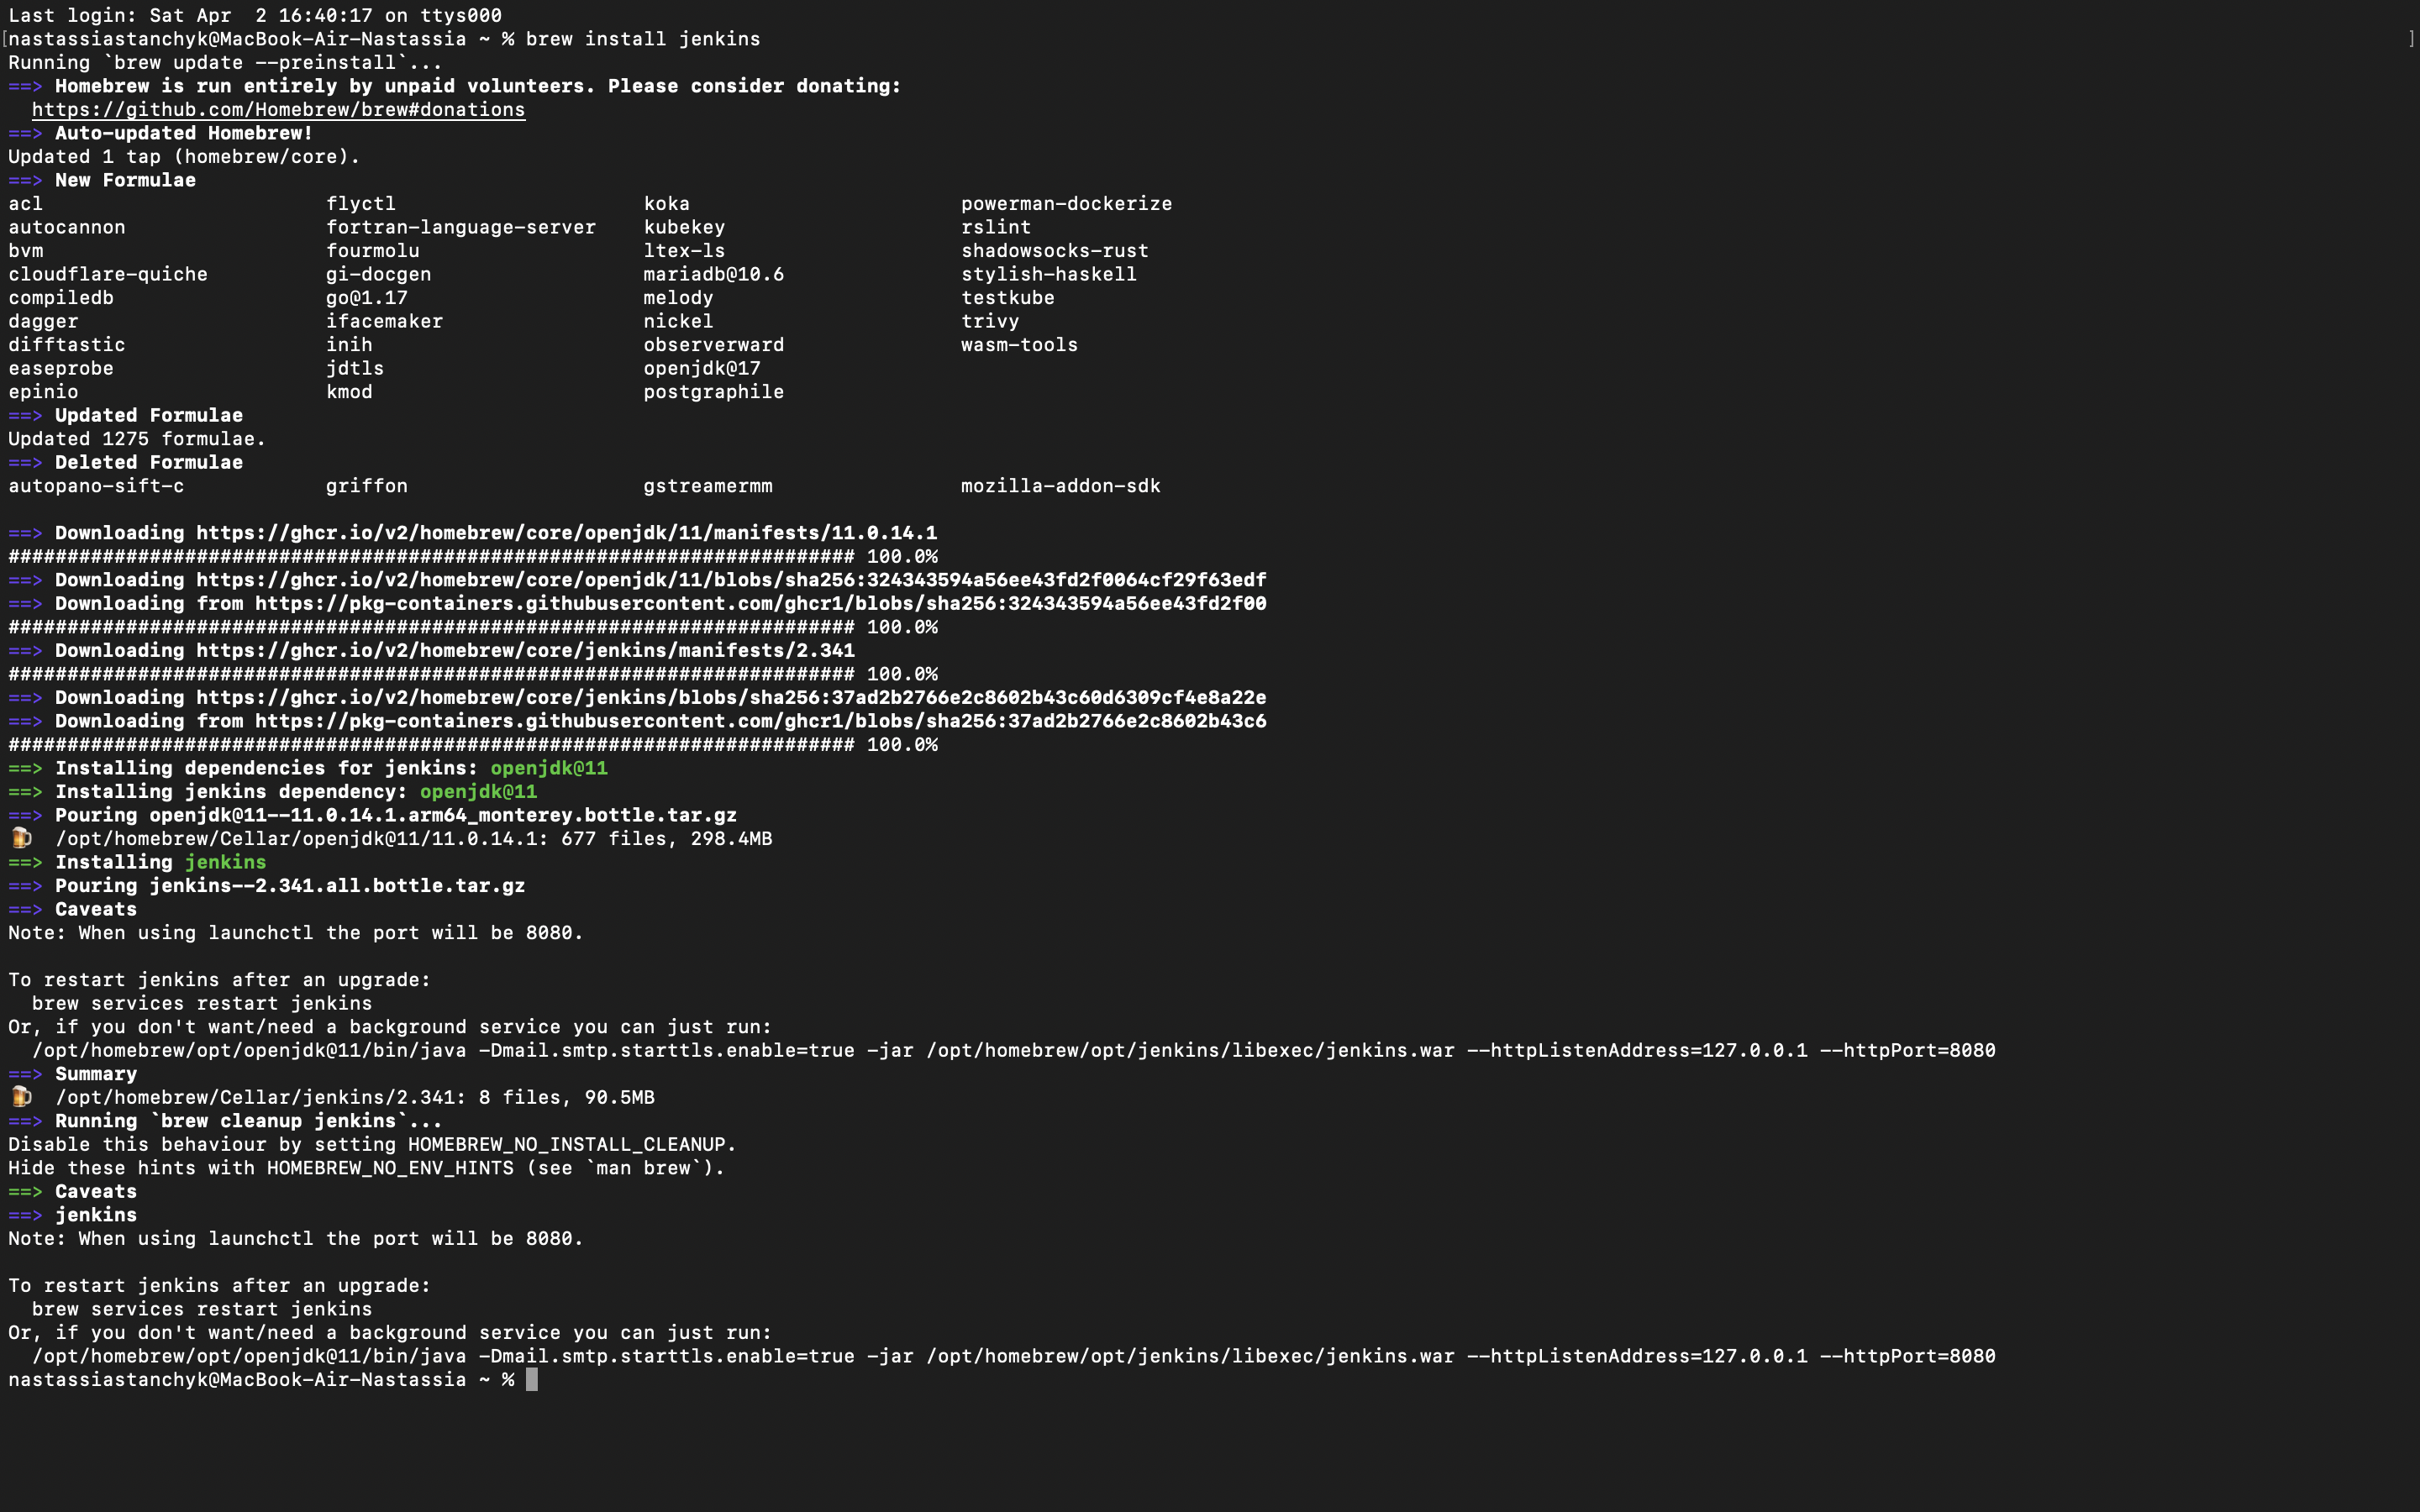 Last login: Sat Apr  2 16:40:17 on ttys000
[nastassiastanchyk@MacBook-Air-Nastassia ~ % brew install jenkins ]
Running `brew update --preinstall`...
==> Homebrew is run entirely by unpaid volunteers. Please consider donating:
  https://github.com/Homebrew/brew#donations
==> Auto-updated Homebrew!
Updated 1 tap (homebrew/core).
==> New Formulae
acl flyctl koka powerman-dockerize
autocannon fortran-language-server kubekey rslint
bvm fourmolu ltex-ls shadowsocks-rust
cloudflare-quiche gi-docgen mariadb@10.6 stylish-haskell
compiledb go@1.17 melody testkube
dagger ifacemaker nickel trivy
difftastic inih observerward wasm-tools
easeprobe jdtls openjdk@17
epinio kmod postgraphile
==> Updated Formulae
Updated 1275 formulae.
==> Deleted Formulae
autopano-sift-c griffon gstreamermm mozilla-addon-sdk
==> Downloading https://ghcr.io/v2/homebrew/core/openjdk/11/manifests/11.0.14.1
######################################################################## 100.0%
==> Downloading https://ghcr.io/v2/homebrew/core/openjdk/11/blobs/sha256:324343594a56ee43fd2f0064cf29f63edf
==> Downloading from https://pkg-containers.githubusercontent.com/ghcr1/blobs/sha256:324343594a56ee43fd2f00
######################################################################## 100.0%
==> Downloading https://ghcr.io/v2/homebrew/core/jenkins/manifests/2.341
######################################################################## 100.0%
==> Downloading https://ghcr.io/v2/homebrew/core/jenkins/blobs/sha256:37ad2b2766e2c8602b43c60d6309cf4e8a22e
==> Downloading from https://pkg-containers.githubusercontent.com/ghcr1/blobs/sha256:37ad2b2766e2c8602b43c6
######################################################################## 100.0%
==> Installing dependencies for jenkins: openjdk@11
==> Installing jenkins dependency: openjdk@11
==> Pouring openjdk@11--11.0.14.1.arm64_monterey.bottle.tar.gz
🍺  /opt/homebrew/Cellar/openjdk@11/11.0.14.1: 677 files, 298.4MB
==> Installing jenkins
==> Pouring jenkins--2.341.all.bottle.tar.gz
==> Caveats
Note: When using launchctl the port will be 8080.
To restart jenkins after an upgrade:
  brew services restart jenkins
Or, if you don't want/need a background service you can just run:
  /opt/homebrew/opt/openjdk@11/bin/java -Dmail.smtp.starttls.enable=true -jar /opt/homebrew/opt/jenkins/libexec/jenkins.war --httpListenAddress=127.0.0.1 --httpPort=8080
==> Summary
🍺  /opt/homebrew/Cellar/jenkins/2.341: 8 files, 90.5MB
==> Running `brew cleanup jenkins`...
Disable this behaviour by setting HOMEBREW_NO_INSTALL_CLEANUP.
Hide these hints with HOMEBREW_NO_ENV_HINTS (see `man brew`).
==> Caveats
==> jenkins
Note: When using launchctl the port will be 8080.
To restart jenkins after an upgrade:
  brew services restart jenkins
Or, if you don't want/need a background service you can just run:
  /opt/homebrew/opt/openjdk@11/bin/java -Dmail.smtp.starttls.enable=true -jar /opt/homebrew/opt/jenkins/libexec/jenkins.war --httpListenAddress=127.0.0.1 --httpPort=8080
nastassiastanchyk@MacBook-Air-Nastassia ~ %